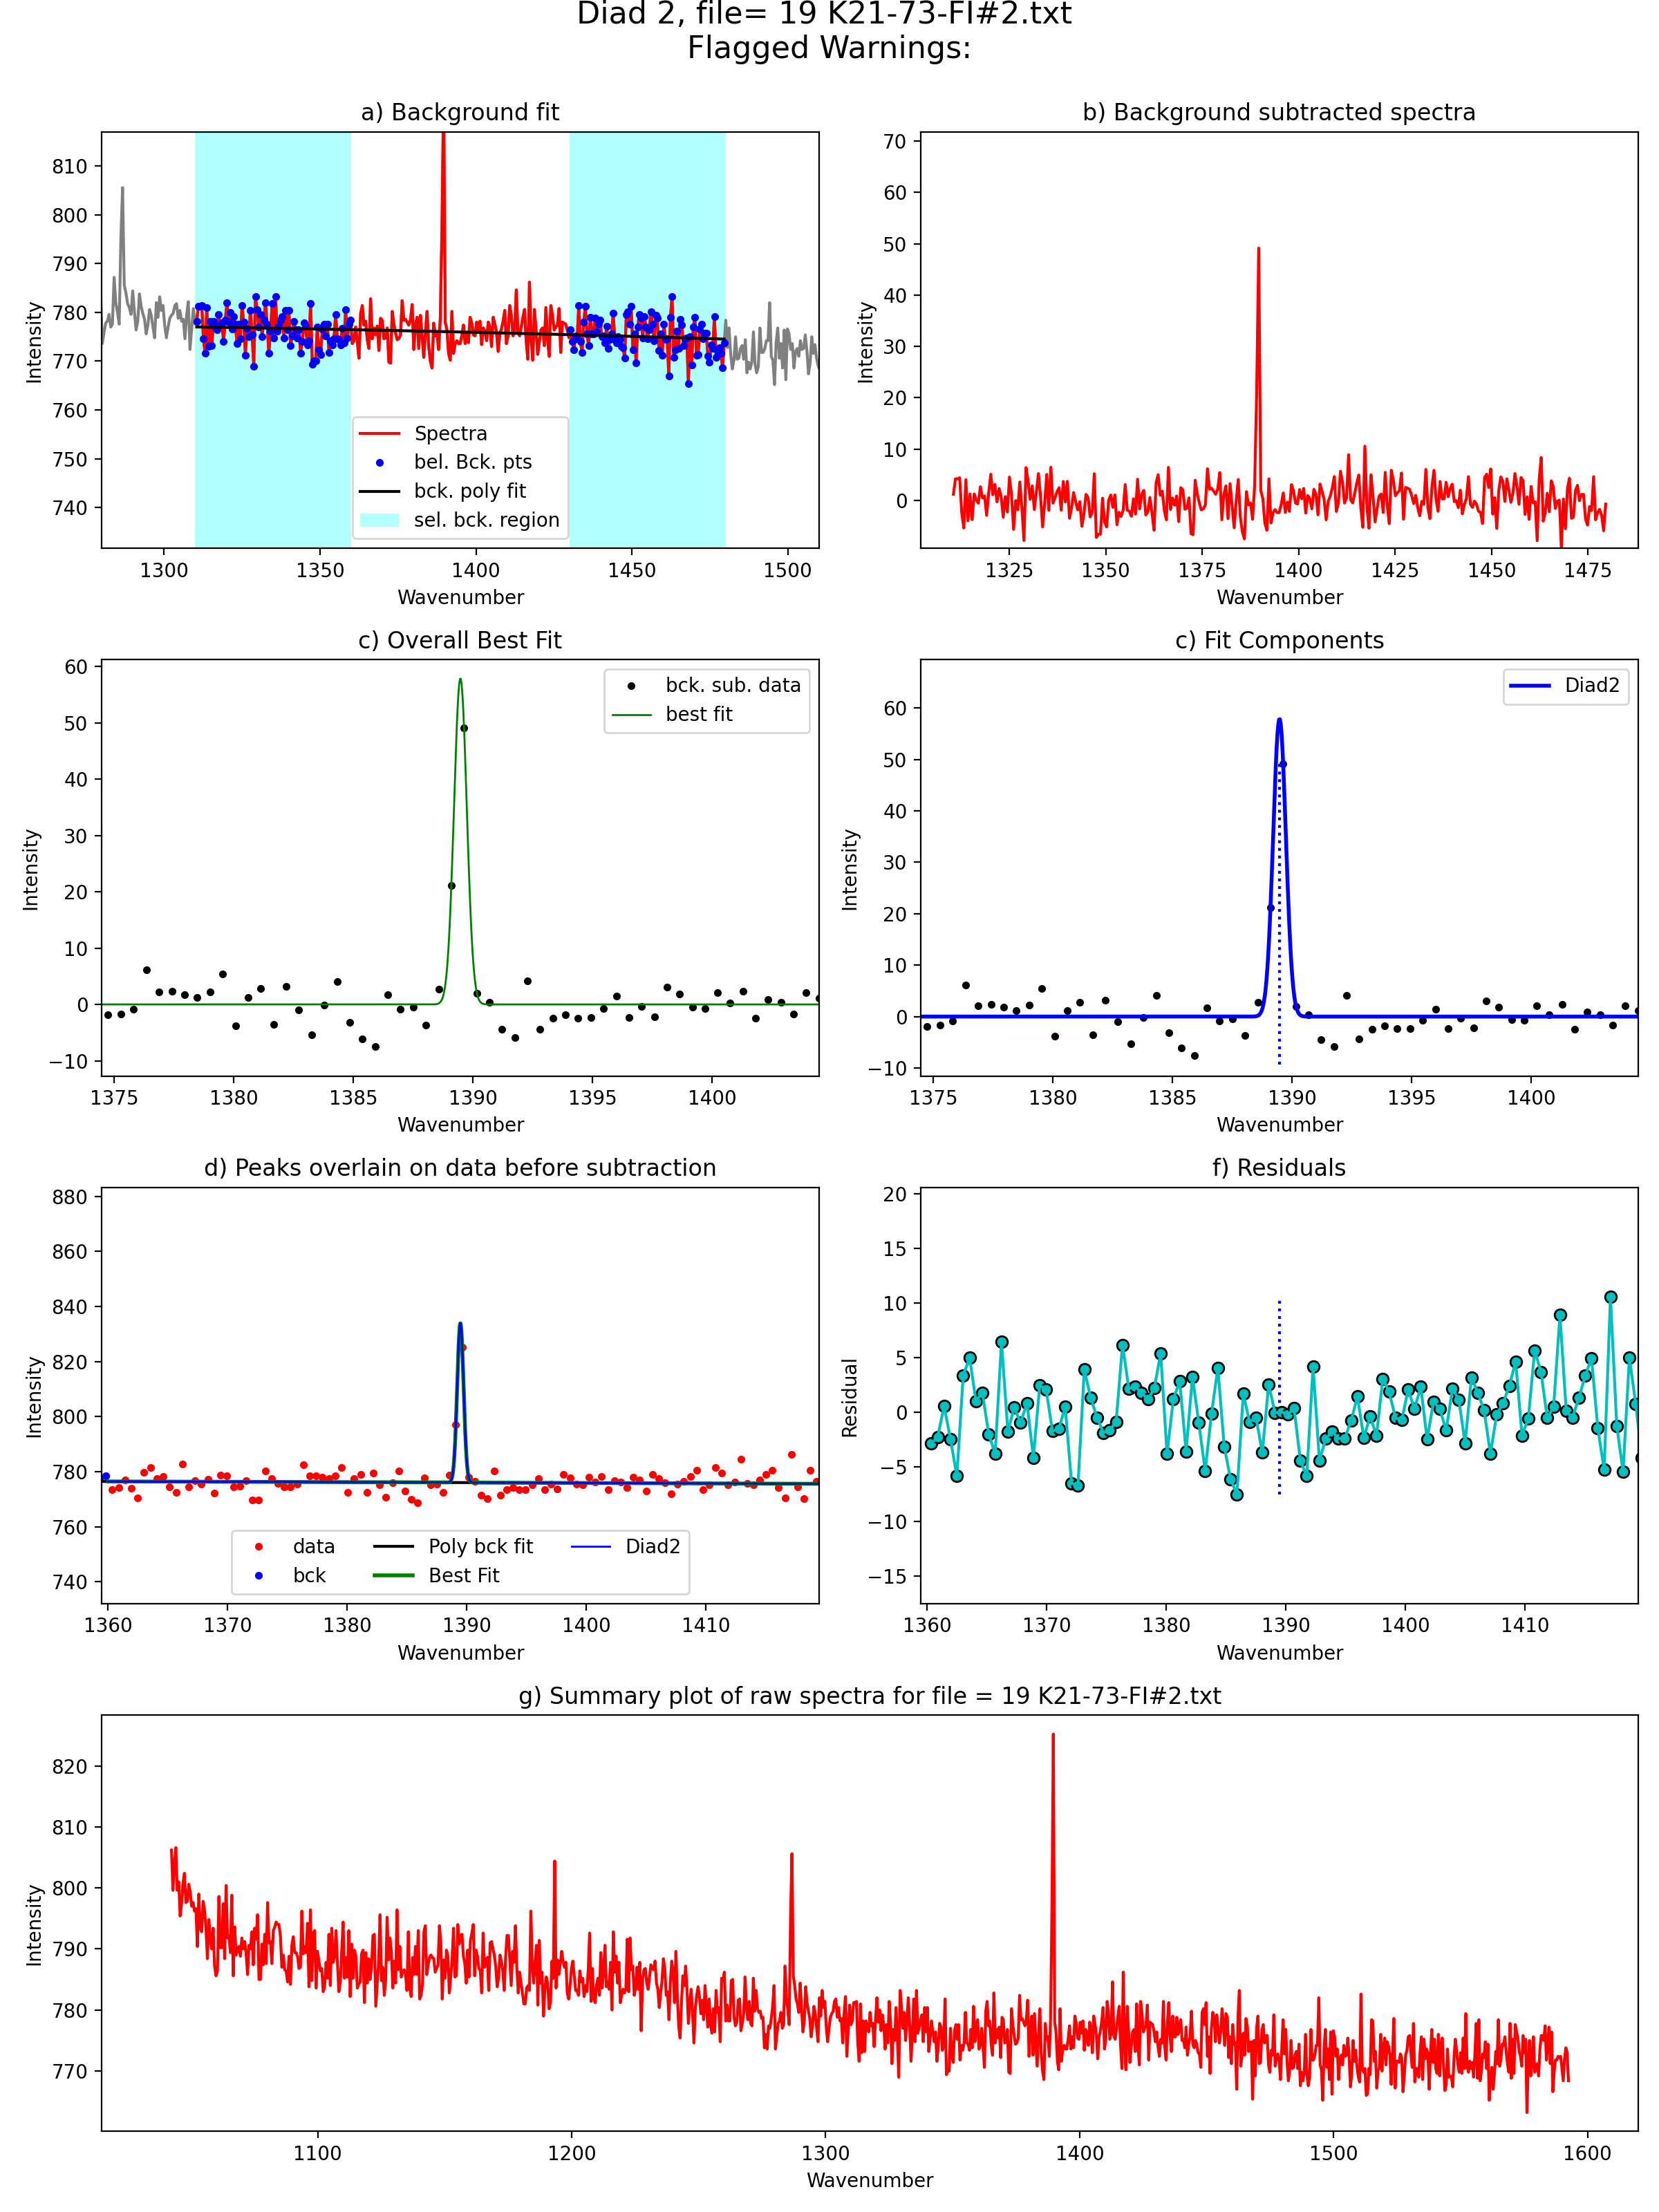 Diad 2, file= 19 K21-73-FI#2.txt
Flagged Warnings:
a) Background fit
810
800
790
780
770
760
750
740
Intensity
Spectra
bel. Bck. pts
bck. poly fit
sel. bck. region
1300 1350 1400 1450 1500
Wavenumber
b) Background subtracted spectra
70
60
50
40
30
20
10
0
Intensity
1325 1350 1375 1400 1425 1450 1475
Wavenumber
c) Overall Best Fit
60
50
40
30
20
10
0
−10
Intensity
bck. sub. data
best fit
1375 1380 1385 1390 1395 1400
Wavenumber
c) Fit Components
60
50
40
30
20
10
0
−10
Intensity
Diad2
1375 1380 1385 1390 1395 1400
Wavenumber
d) Peaks overlain on data before subtraction
880
860
840
820
800
780
760
740
Intensity
data Poly bck fit Diad2
bck Best Fit
1360 1370 1380 1390 1400 1410
Wavenumber
f) Residuals
20
15
10
5
0
−5
−10
−15
Residual
1360 1370 1380 1390 1400 1410
Wavenumber
g) Summary plot of raw spectra for file = 19 K21-73-FI#2.txt
820
810
800
790
780
770
Intensity
1100 1200 1300 1400 1500 1600
Wavenumber